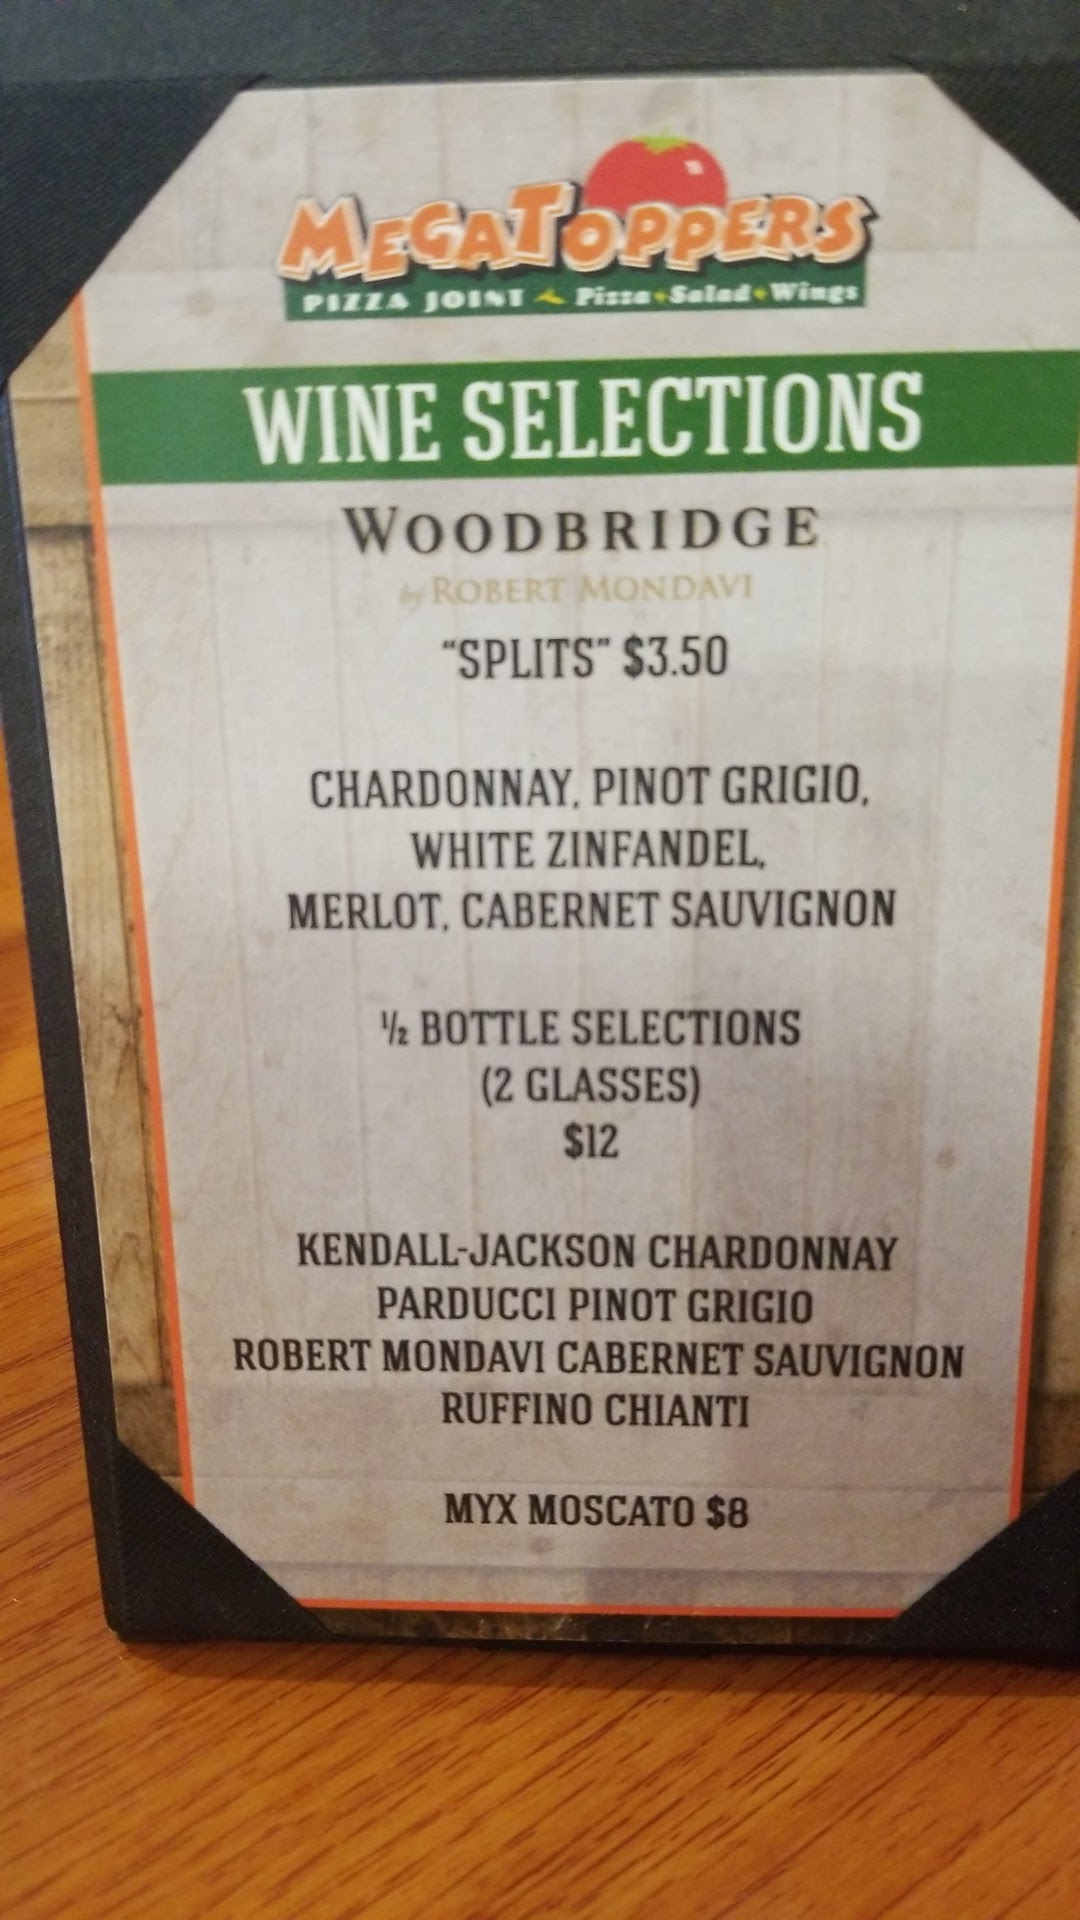 MEGATOPPERS
PIZZA JOINT Pizza Salad Wings
WINE SELECTIONS
WOODBRIDGE
by ROBERT MONDAVI
“SPLITS” $3.50
CHARDONNAY, PINOT GRIGIO,
WHITE ZINFANDEL,
MERLOT, CABERNET SAUVIGNON
½ BOTTLE SELECTIONS
(2 GLASSES)
$12
KENDALL-JACKSON CHARDONNAY
PARDUCCI PINOT GRIGIO
ROBERT MONDAVI CABERNET SAUVIGNON
RUFFINO CHIANTI
MYX MOSCATO $8